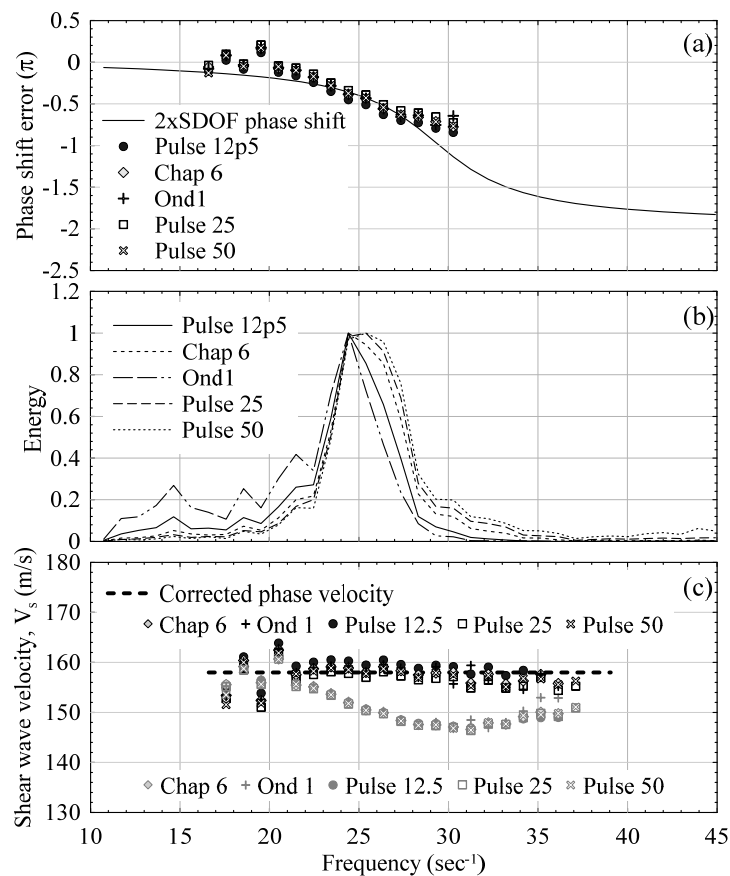 0.5
(a)
0
-0.5
-1
-1.5
-2
-2.5
Phase shift error (π)
2xSDOF phase shift
Pulse 12p5
Chap 6
Ond1
Pulse 25
Pulse 50
1.2
(b)
1
0.8
0.6
0.4
0.2
0
Energy
Pulse 12p5
Chap 6
Ond1
Pulse 25
Pulse 50
180
(c)
170
160
150
140
130
Shear wave velocity, Vs (m/s)
Corrected phase velocity
Chap 6 Ond 1 Pulse 12.5 Pulse 25 Pulse 50
Chap 6 Ond 1 Pulse 12.5 Pulse 25 Pulse 50
10 15 20 25 30 35 40 45
Frequency (sec-1)